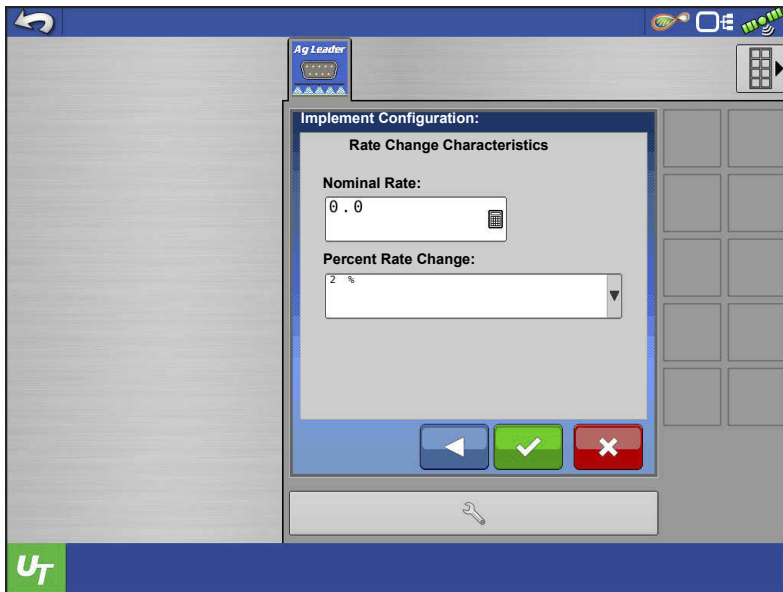 Ag Leader
Implement Configuration:
Rate Change Characteristics
Nominal Rate:
0.0
Percent Rate Change:
2 %
UT